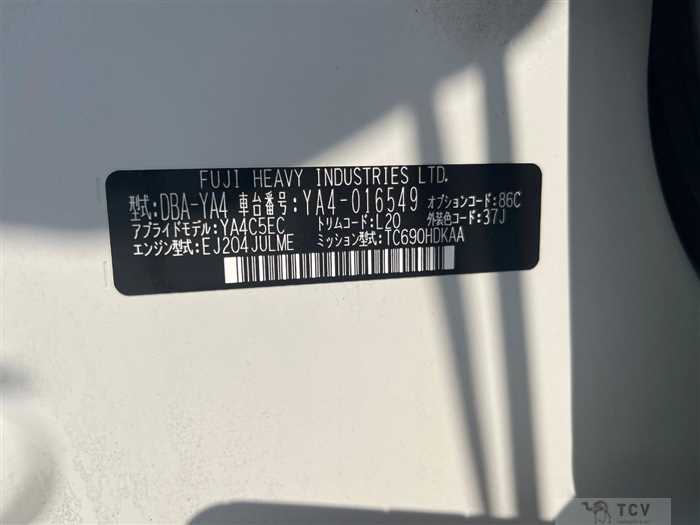 FUJI HEAVY INDUSTRIES LTD.
型式:DBA-YA4 車台番号:YA4-016549 オプションコード:86C
アプライドモデル:YA4C5EC トリムコード:L20 外装色コード:37J
エンジン型式:EJ204JULME ミッション型式:TC690HDKAA
TCV